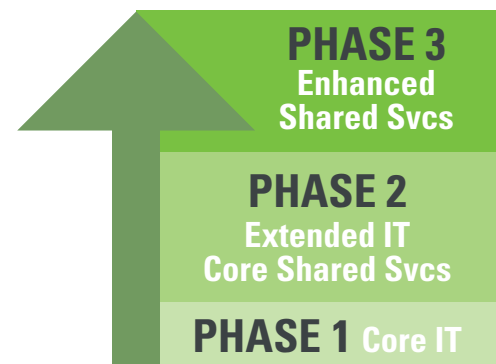 PHASE 3
Enhanced
Shared Svcs
PHASE 2
Extended IT
Core Shared Svcs
PHASE 1 Core IT